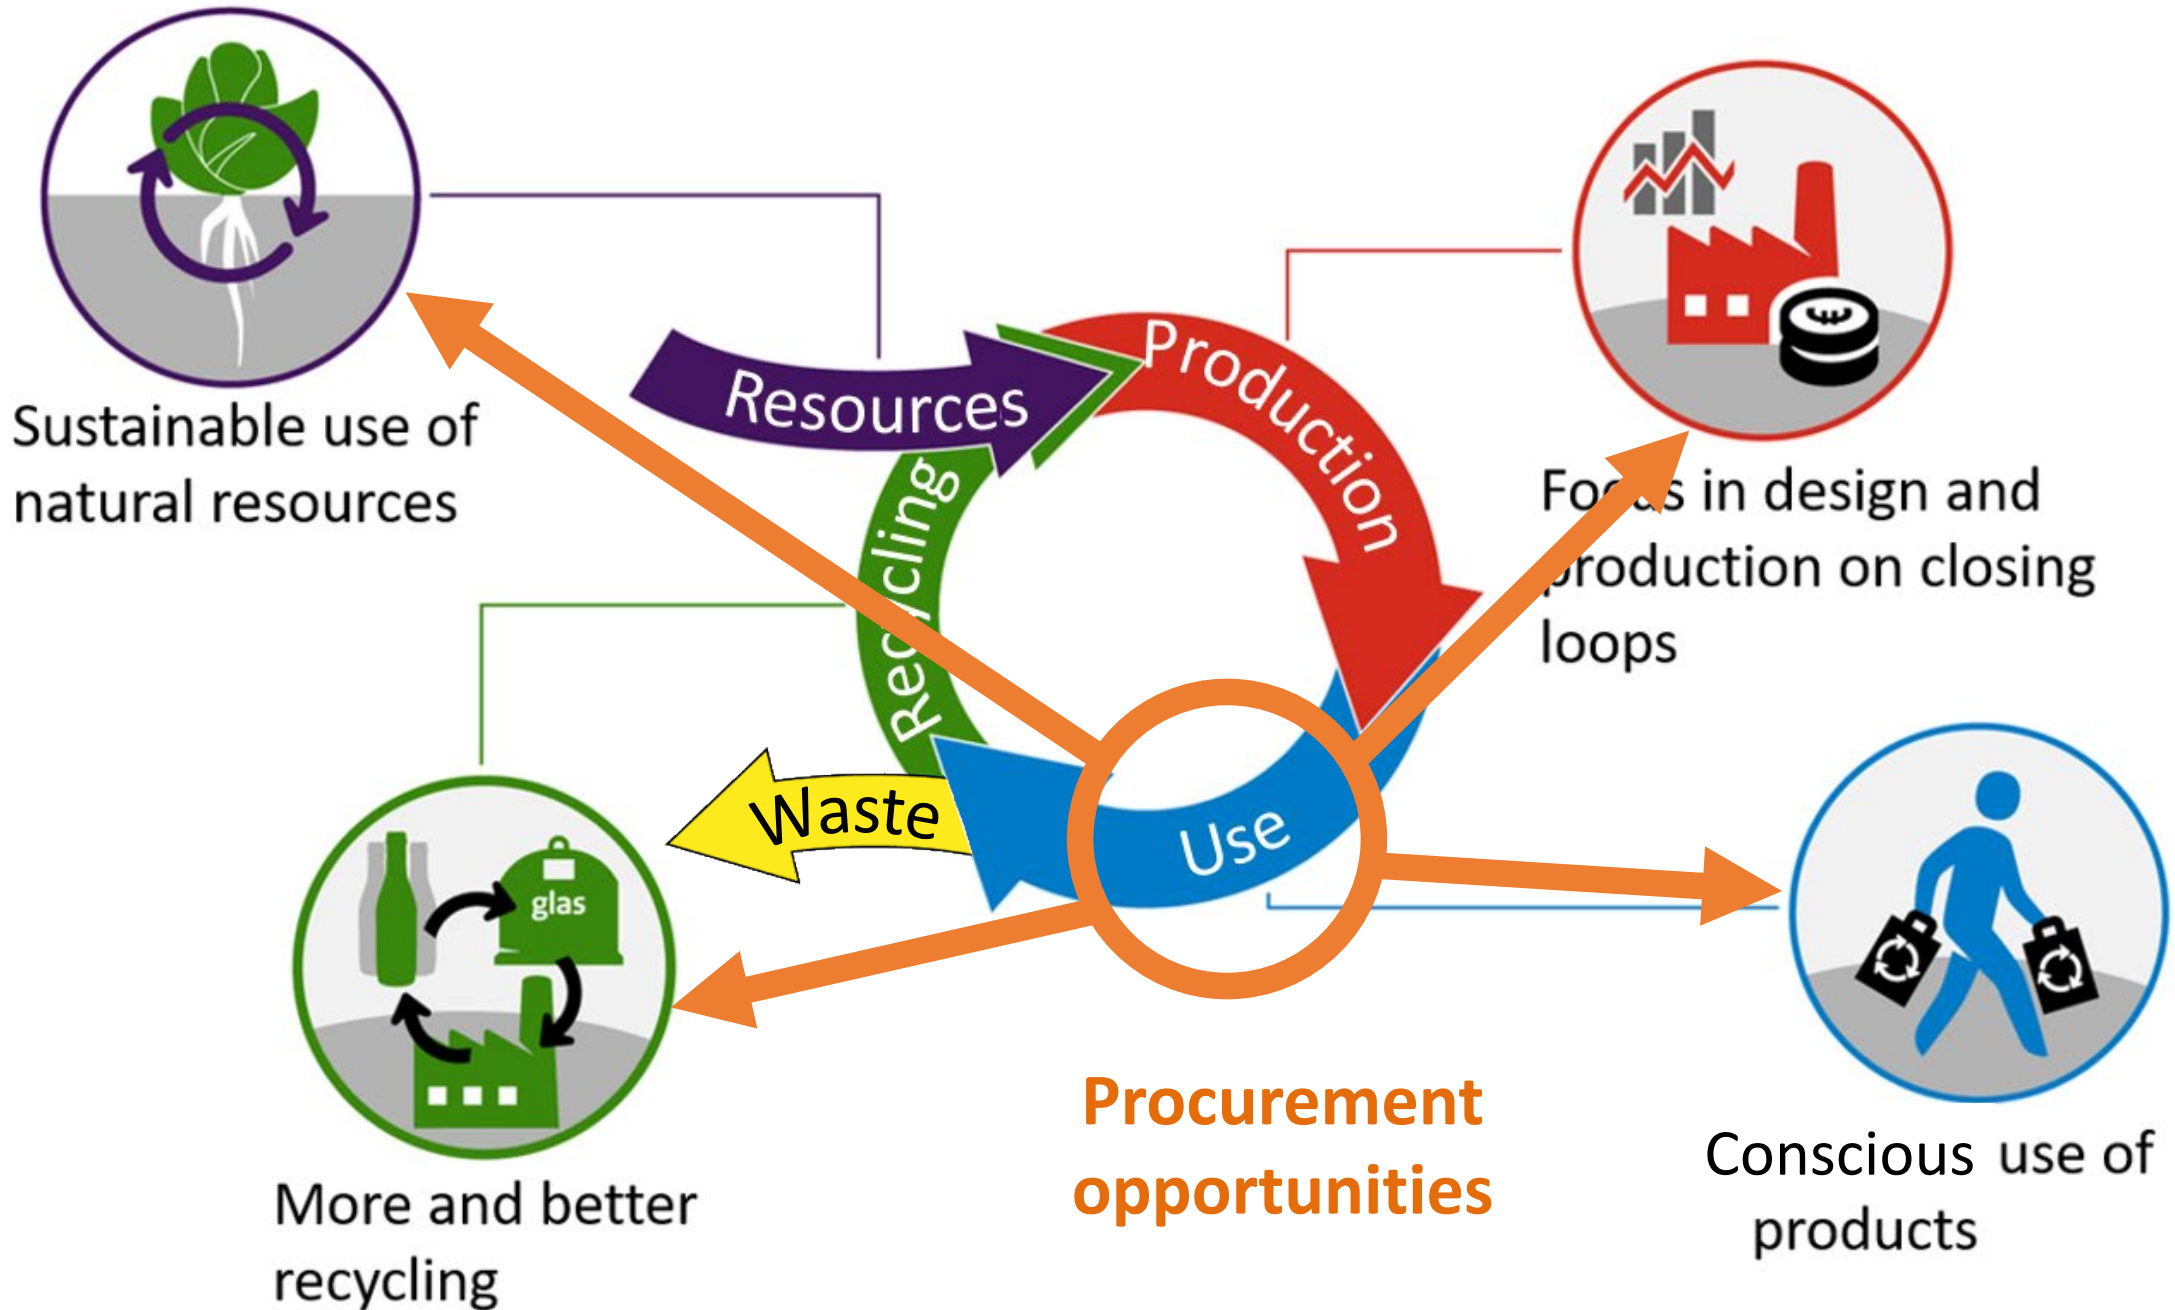 Sustainable use of
natural resources
Resources
Production
Recycling
Use
Waste
Focus in design and
production on closing
loops
glas
More and better
recycling
Procurement
opportunities
Conscious use of
products